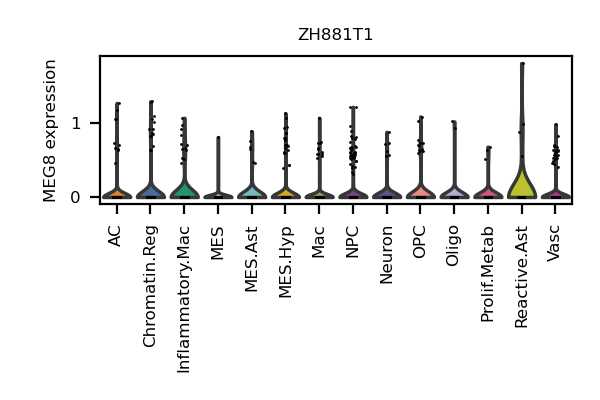 ZH881T1
MEG8 expression
1
0
AC
Chromatin.Reg
Inflammatory.Mac
MES
MES.Ast
MES.Hyp
Mac
NPC
Neuron
OPC
Oligo
Prolif.Metab
Reactive.Ast
Vasc